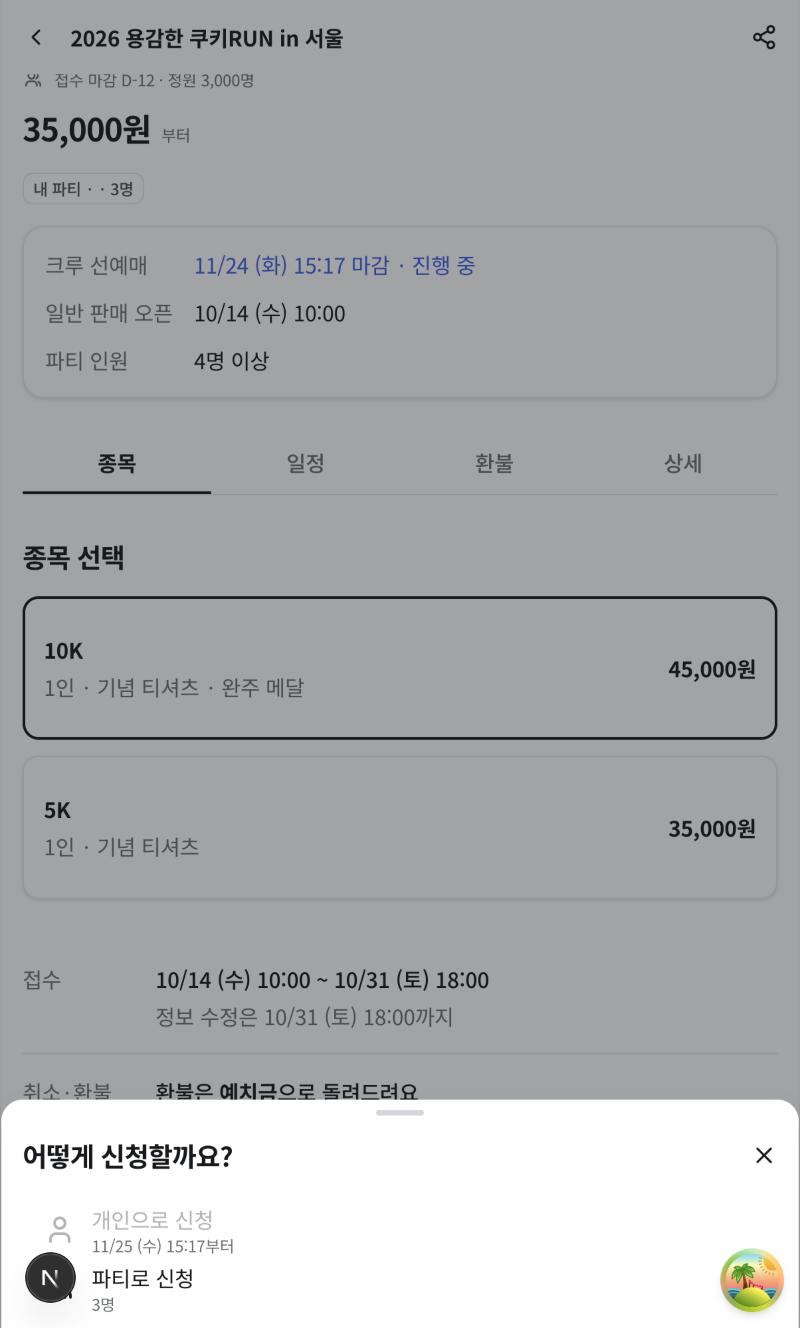 2026 용감한 쿠키RUN in 서울
접수 마감 D-12 · 정원 3,000명
35,000원 부터
내 파티 · · 3명
크루 선예매 11/24 (화) 15:17 마감 · 진행 중
일반 판매 오픈 10/14 (수) 10:00
파티 인원 4명 이상
종목 일정 환불 상세
종목 선택
10K
1인 · 기념 티셔츠 · 완주 메달
45,000원
5K
1인 · 기념 티셔츠
35,000원
접수 10/14 (수) 10:00 ~ 10/31 (토) 18:00
정보 수정은 10/31 (토) 18:00까지
취소·환불 환불은 예치금으로 돌려드려요
어떻게 신청할까요?
개인으로 신청
11/25 (수) 15:17부터
N
파티로 신청
3명